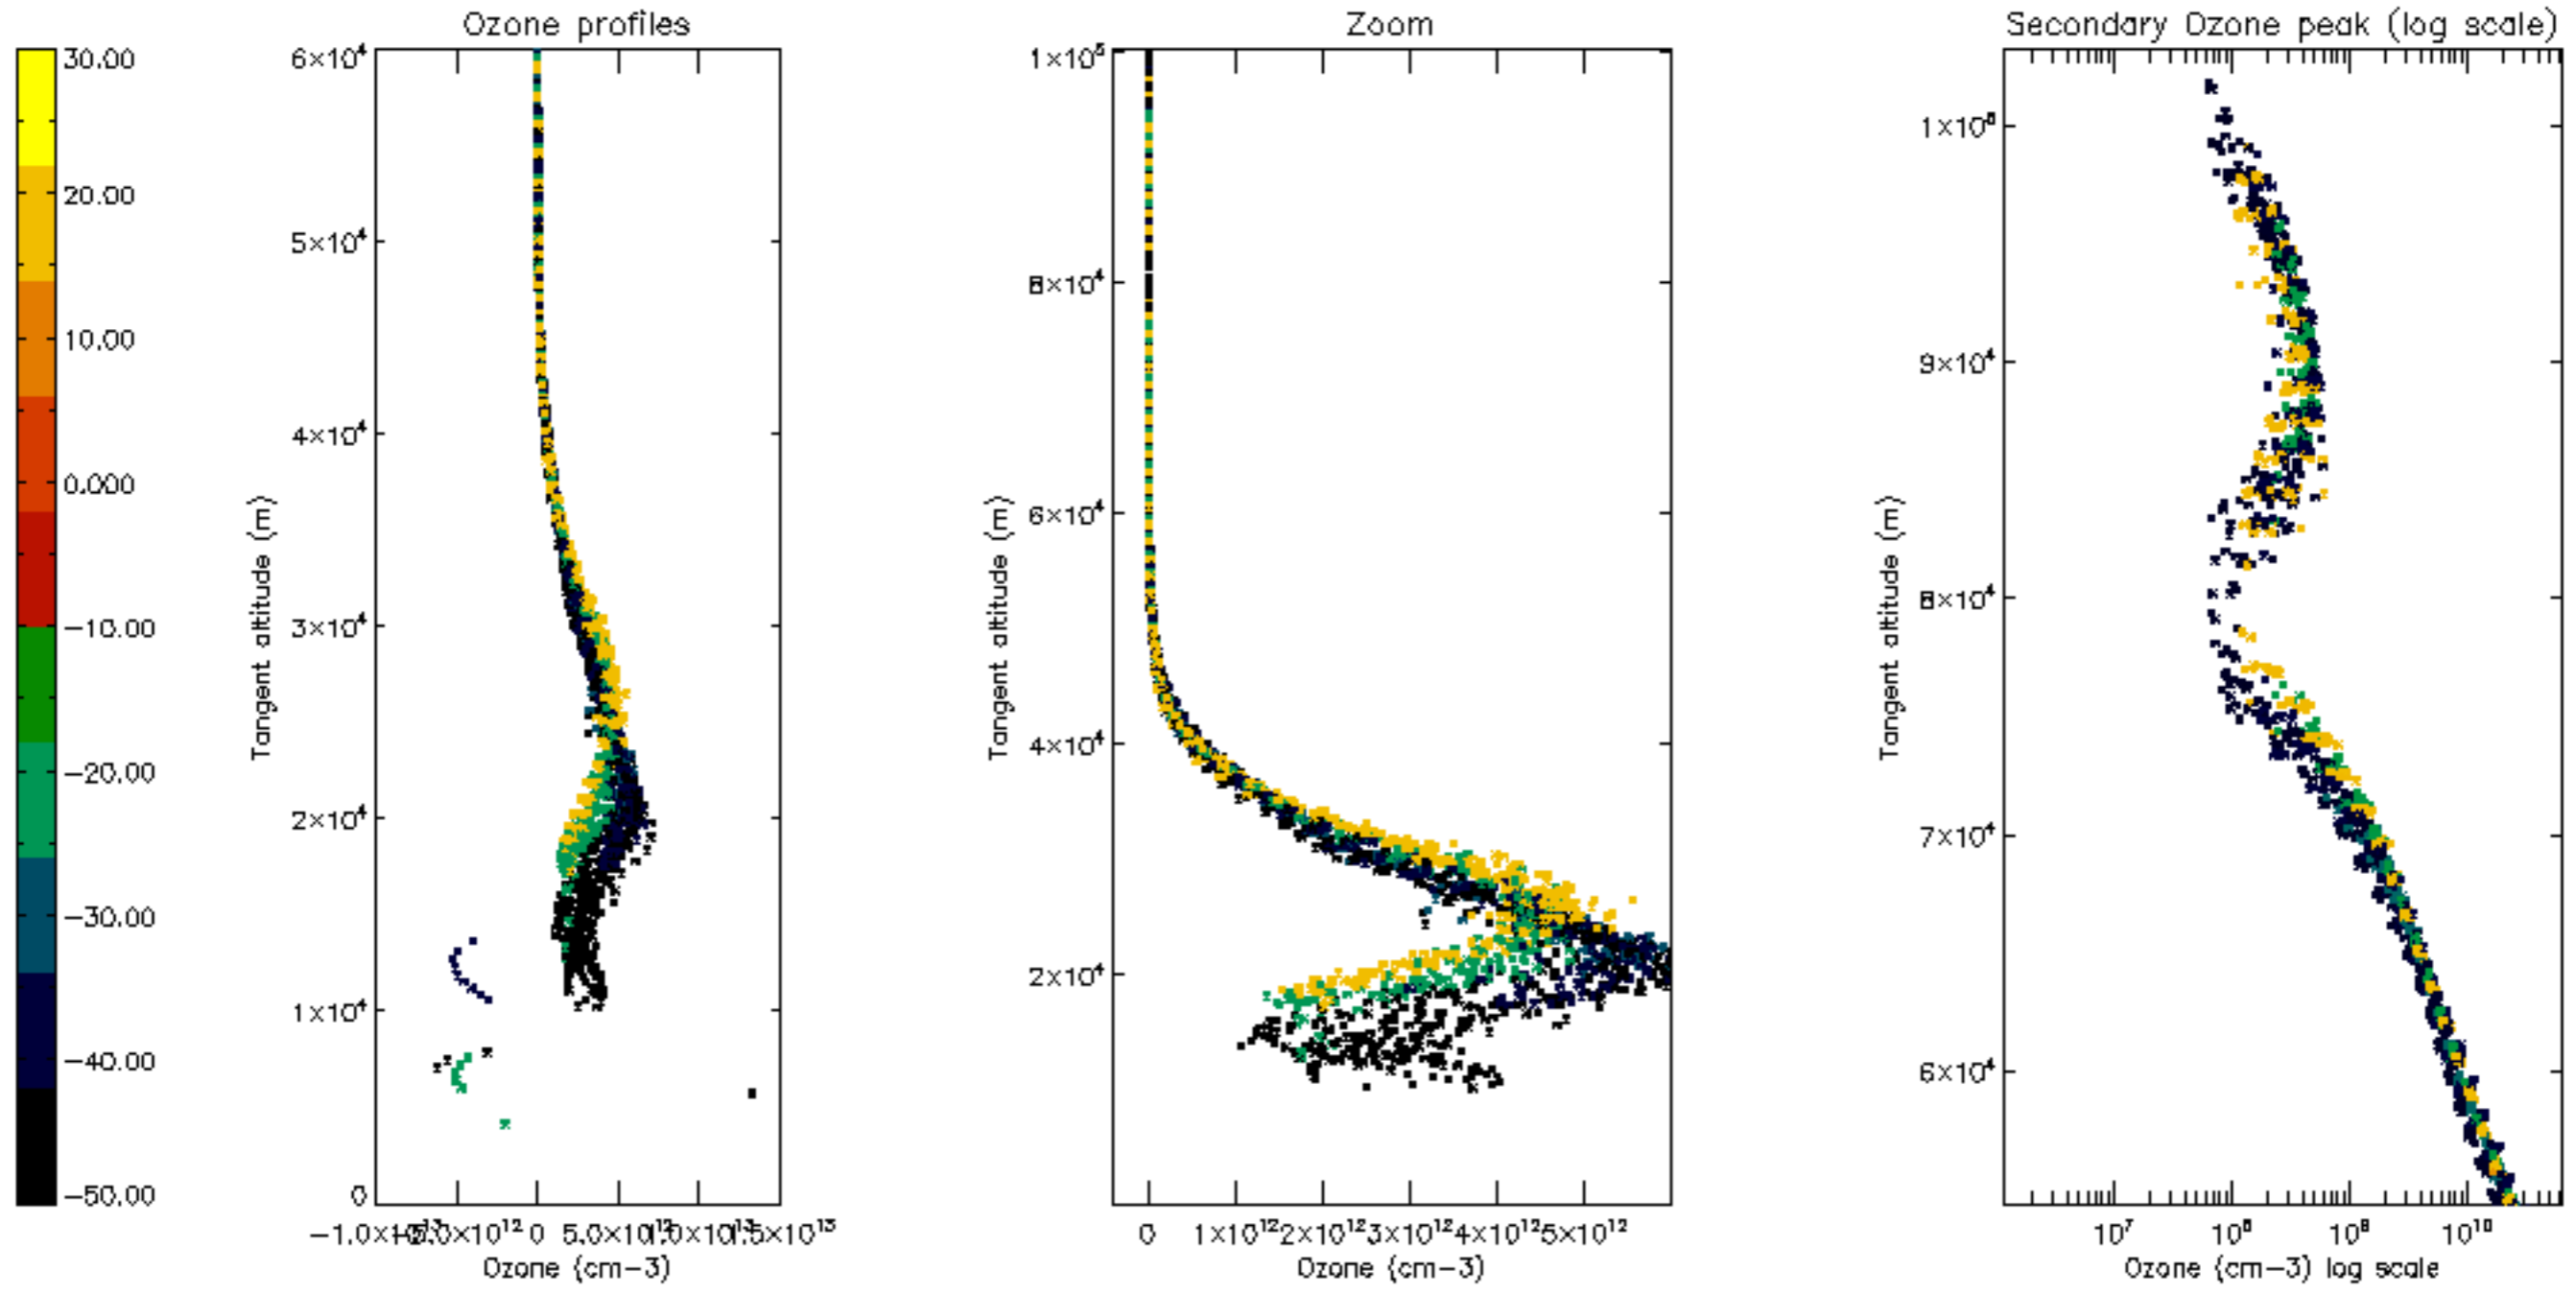 Ozone profiles
Zoom
Secondary Ozone peak (log scale)
30.00
20.00
10.00
0.000
−10.00
−20.00
−30.00
−40.00
−50.00
6×10⁴
5×10⁴
4×10⁴
3×10⁴
2×10⁴
1×10⁴
0
Tangent altitude (m)
0
Ozone (cm−3)
1×10⁵
8×10⁴
6×10⁴
4×10⁴
2×10⁴
Tangent altitude (m)
0 1×10¹² 2×10¹² 3×10¹² 4×10¹² 5×10¹²
Ozone (cm−3)
1×10⁵
9×10⁴
8×10⁴
7×10⁴
6×10⁴
Tangent altitude (m)
10⁷ 10⁸ 10⁹ 10¹⁰
Ozone (cm−3) log scale